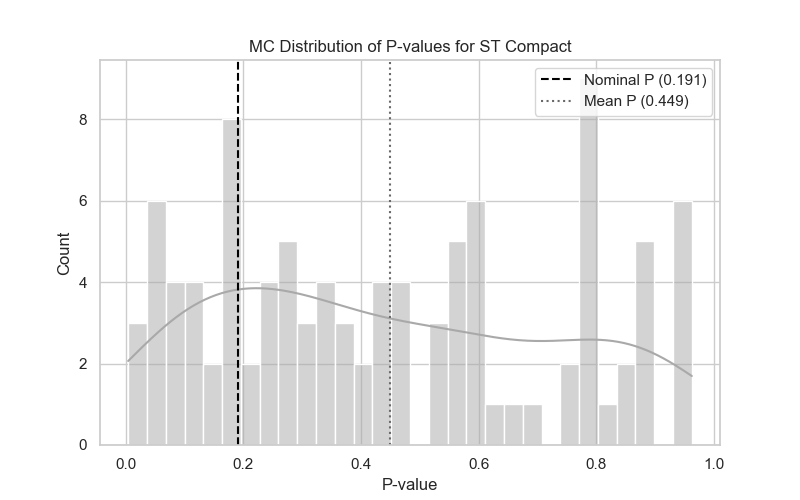 MC Distribution of P-values for ST Compact
Nominal P (0.191)
Mean P (0.449)
Count
8
6
4
2
0
0.0 0.2 0.4 0.6 0.8 1.0
P-value